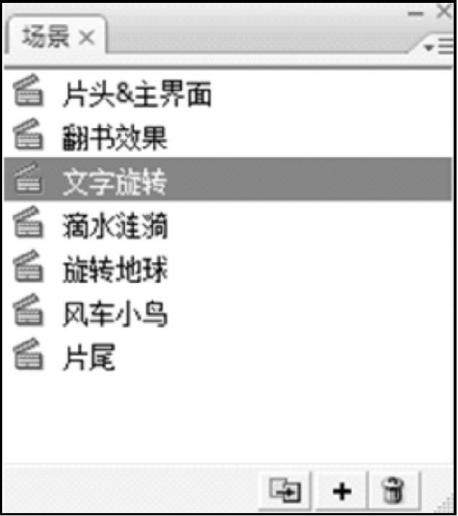 场景
片头&主界面
翻书效果
文字旋转
滴水涟漪
旋转地球
风车小鸟
片尾